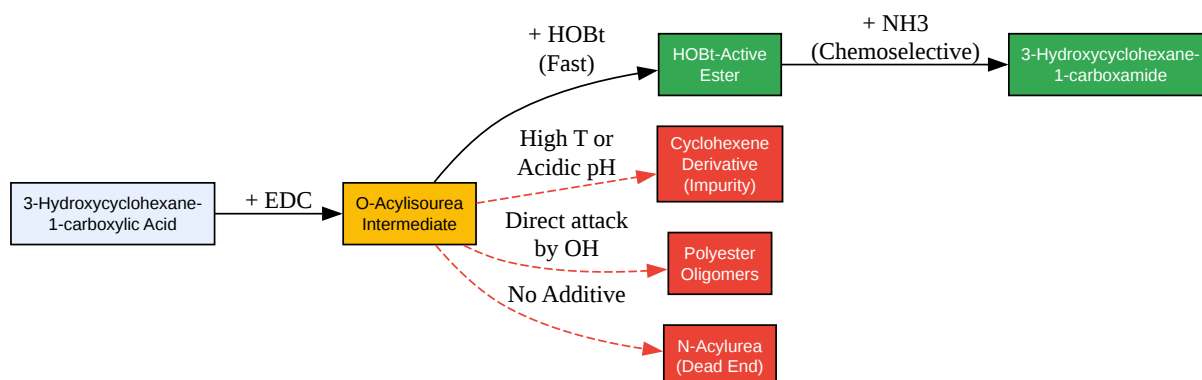 3-Hydroxycyclohexane-
1-carboxylic Acid
+ EDC
O-Acylisourea
Intermediate
+ HOBt
(Fast)
HOBt-Active
Ester
+ NH3
(Chemoselective)
3-Hydroxycyclohexane-
1-carboxamide
High T or
Acidic pH
Cyclohexene
Derivative
(Impurity)
Direct attack
by OH
Polyester
Oligomers
No Additive
N-Acylurea
(Dead End)